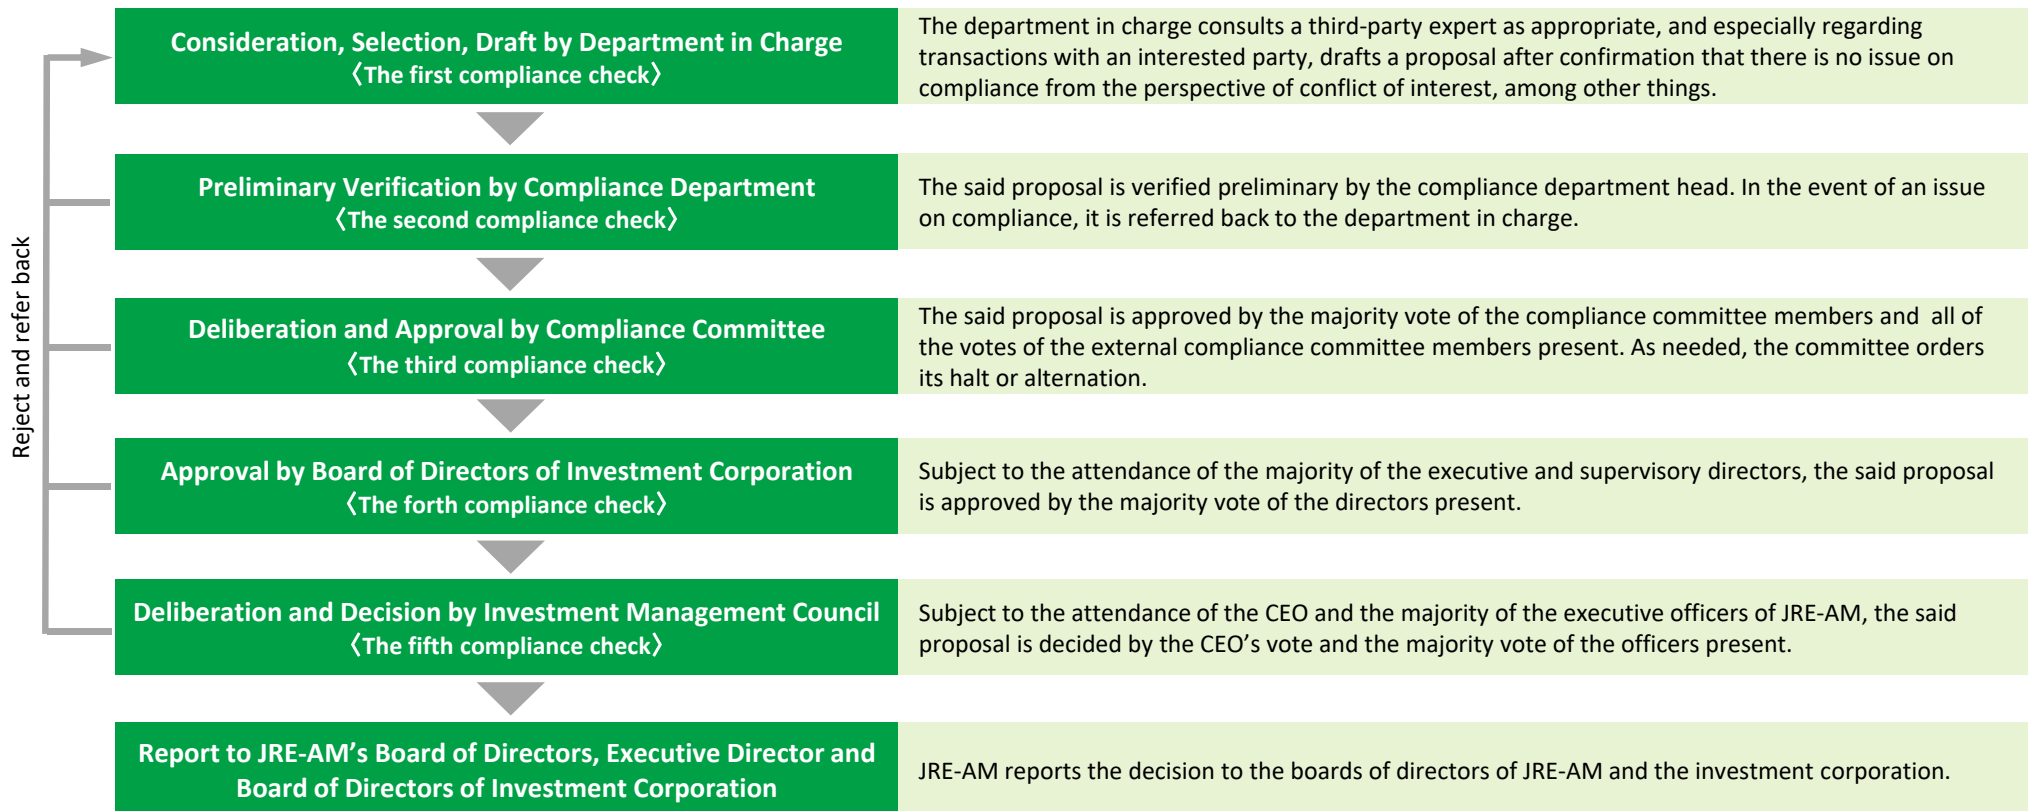 Consideration, Selection, Draft by Department in Charge
〈The first compliance check〉
The department in charge consults a third-party expert as appropriate, and especially regarding
transactions with an interested party, drafts a proposal after confirmation that there is no issue on
compliance from the perspective of conflict of interest, among other things.
Preliminary Verification by Compliance Department
〈The second compliance check〉
The said proposal is verified preliminary by the compliance department head. In the event of an issue
on compliance, it is referred back to the department in charge.
Reject and refer back
Deliberation and Approval by Compliance Committee
〈The third compliance check〉
The said proposal is approved by the majority vote of the compliance committee members and  all of
the votes of the external compliance committee members present. As needed, the committee orders
its halt or alternation.
Approval by Board of Directors of Investment Corporation
〈The forth compliance check〉
Subject to the attendance of the majority of the executive and supervisory directors, the said proposal
is approved by the majority vote of the directors present.
Deliberation and Decision by Investment Management Council
〈The fifth compliance check〉
Subject to the attendance of the CEO and the majority of the executive officers of JRE-AM, the said
proposal is decided by the CEO’s vote and the majority vote of the officers present.
Report to JRE-AM’s Board of Directors, Executive Director and
Board of Directors of Investment Corporation
JRE-AM reports the decision to the boards of directors of JRE-AM and the investment corporation.